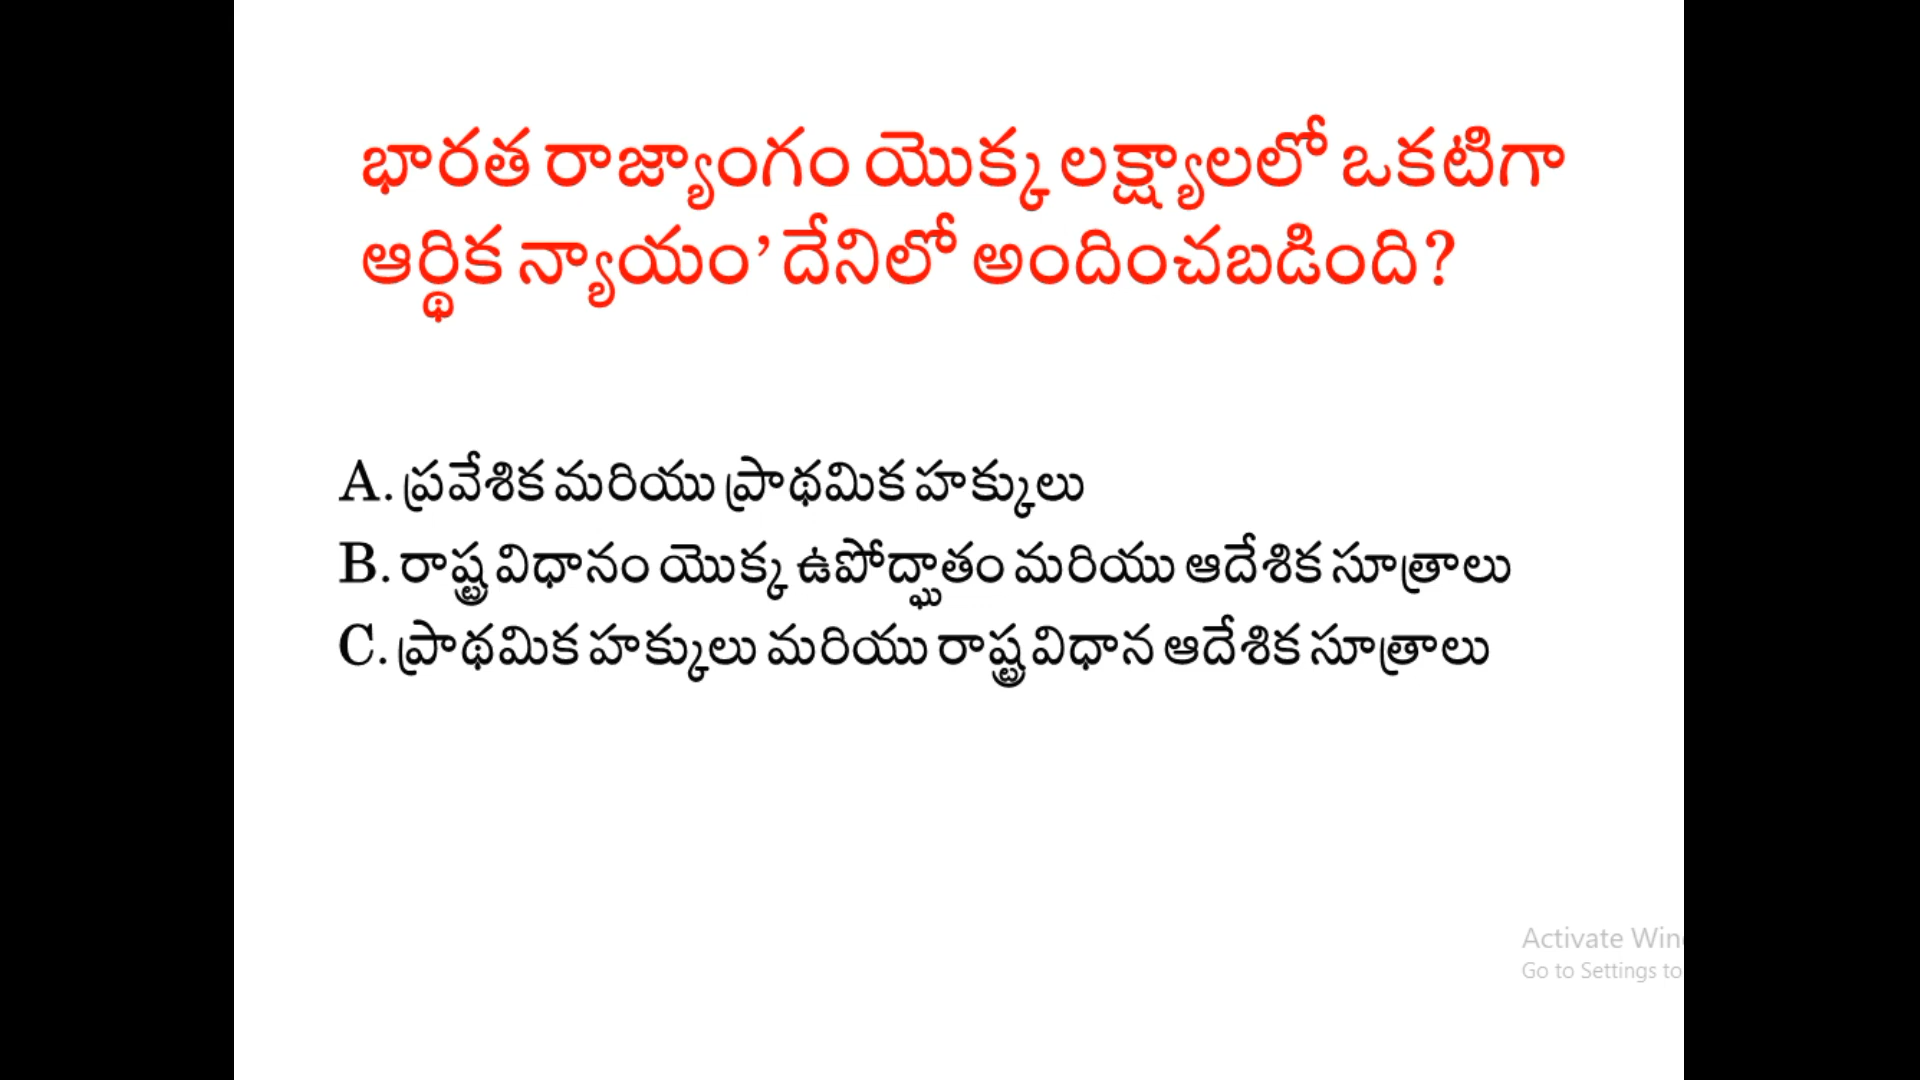 భారత రాజ్యాంగం యొక్క లక్ష్యాలలో ఒకటిగా
ఆర్థిక న్యాయం’ దేనిలో అందించబడింది?
A. ప్రవేశిక మరియు ప్రాథమిక హక్కులు
B. రాష్ట్ర విధానం యొక్క ఉపోద్ఘాతం మరియు ఆదేశిక సూత్రాలు
C. ప్రాథమిక హక్కులు మరియు రాష్ట్ర విధాన ఆదేశిక సూత్రాలు
Activate Win
Go to Settings to